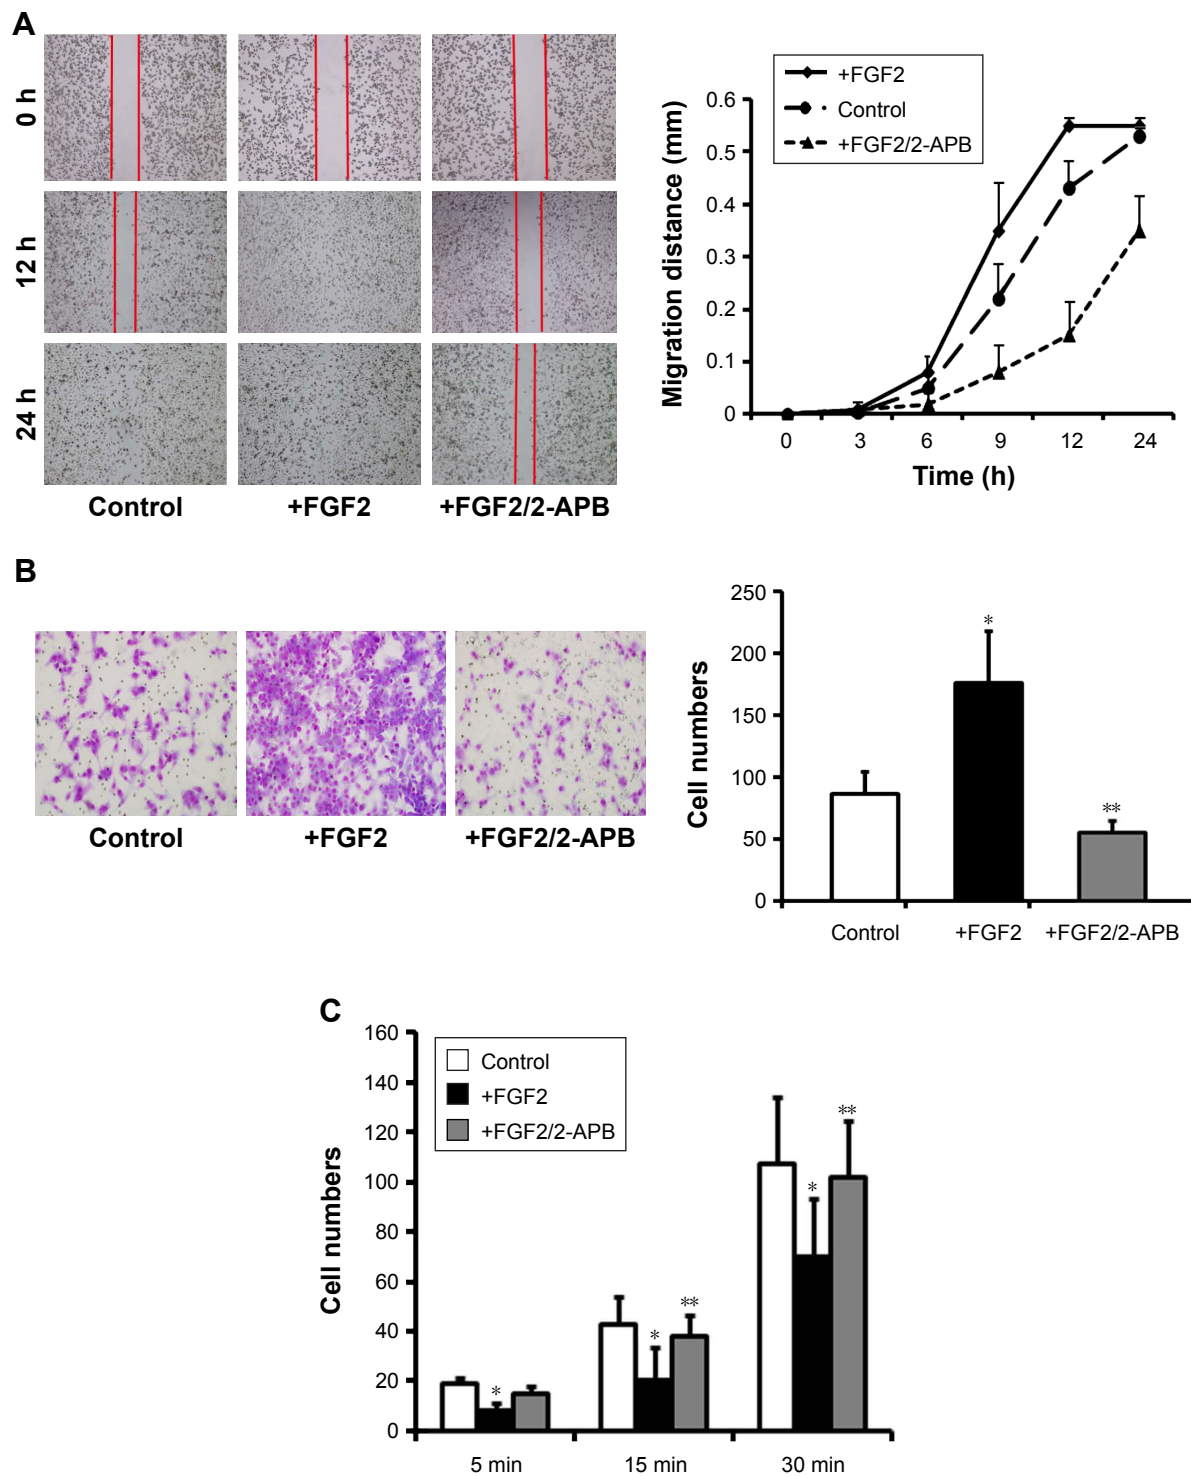 A
0 h
12 h
24 h
Control
+FGF2
+FGF2/2-APB
+FGF2
Control
+FGF2/2-APB
Migration distance (mm)
0.6
0.5
0.4
0.3
0.2
0.1
0
0 3 6 9 12 24
Time (h)
B
Control
+FGF2
+FGF2/2-APB
Cell numbers
250
200
150
100
50
0
*
**
Control
+FGF2
+FGF2/2-APB
C
Cell numbers
160
140
120
100
80
60
40
20
0
Control
+FGF2
+FGF2/2-APB
*
*
**
*
**
5 min
15 min
30 min